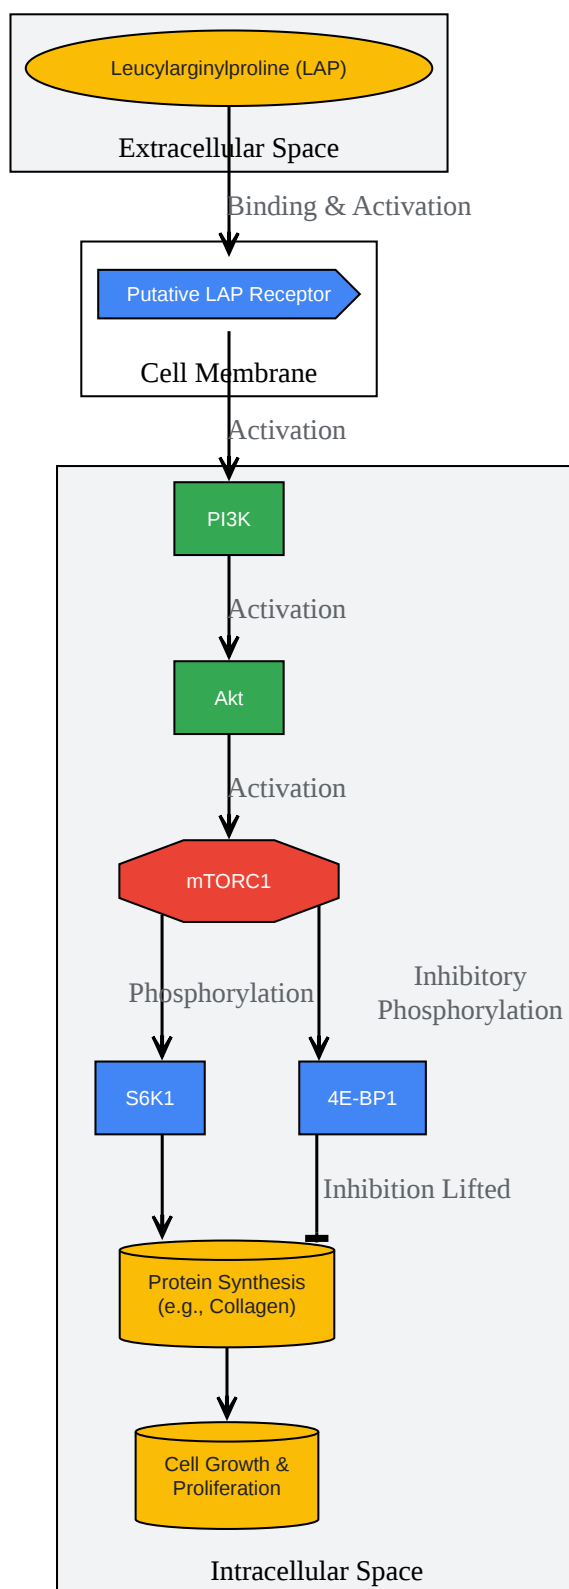 Leucylarginylproline (LAP)
Extracellular Space
Binding & Activation
Putative LAP Receptor
Cell Membrane
Activation
PI3K
Activation
Akt
Activation
mTORC1
Phosphorylation
Inhibitory
Phosphorylation
S6K1
4E-BP1
Inhibition Lifted
Protein Synthesis
(e.g., Collagen)
Cell Growth &
Proliferation
Intracellular Space